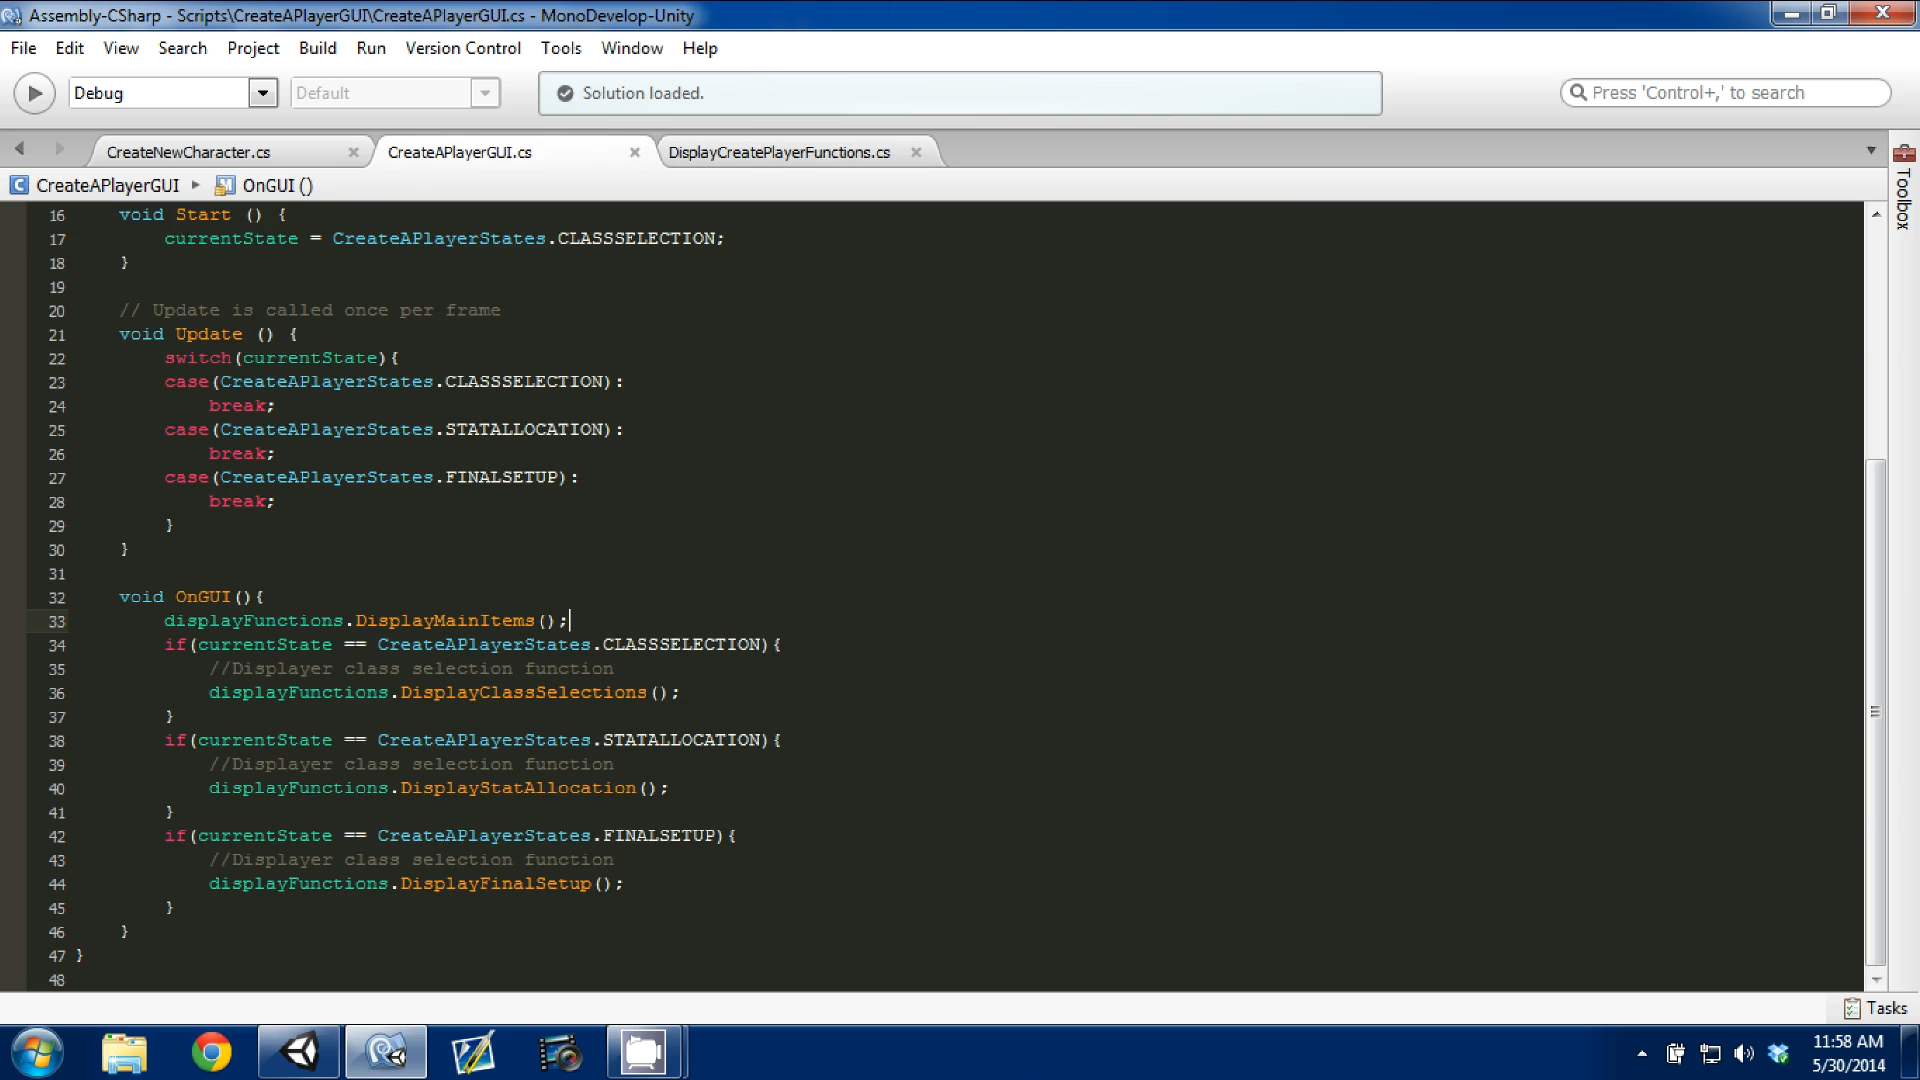 Assembly-CSharp - Scripts\CreateAPlayerGUI\CreateAPlayerGUI.cs - MonoDevelop-Unity
File Edit View Search Project Build Run Version Control Tools Window Help
Debug Default Solution loaded. Press 'Control+,' to search
CreateNewCharacter.cs CreateAPlayerGUI.cs DisplayCreatePlayerFunctions.cs
CreateAPlayerGUI OnGUI ()
Toolbox
16 void Start () {
17 currentState = CreateAPlayerStates.CLASSSELECTION;
18 }
19
20 // Update is called once per frame
21 void Update () {
22 switch(currentState){
23 case(CreateAPlayerStates.CLASSSELECTION):
24 break;
25 case(CreateAPlayerStates.STATALLOCATION):
26 break;
27 case(CreateAPlayerStates.FINALSETUP):
28 break;
29 }
30 }
31
32 void OnGUI(){
33 displayFunctions.DisplayMainItems();
34 if(currentState == CreateAPlayerStates.CLASSSELECTION){
35 //Displayer class selection function
36 displayFunctions.DisplayClassSelections();
37 }
38 if(currentState == CreateAPlayerStates.STATALLOCATION){
39 //Displayer class selection function
40 displayFunctions.DisplayStatAllocation();
41 }
42 if(currentState == CreateAPlayerStates.FINALSETUP){
43 //Displayer class selection function
44 displayFunctions.DisplayFinalSetup();
45 }
46 }
47 }
48
Tasks
11:58 AM
5/30/2014